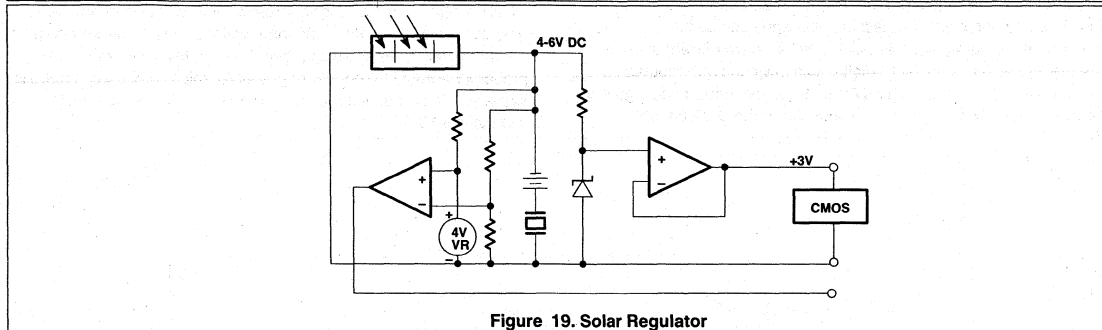 4-6V DC
+
−
+
4V
VR
−
+
−
+3V
CMOS
Figure 19. Solar Regulator